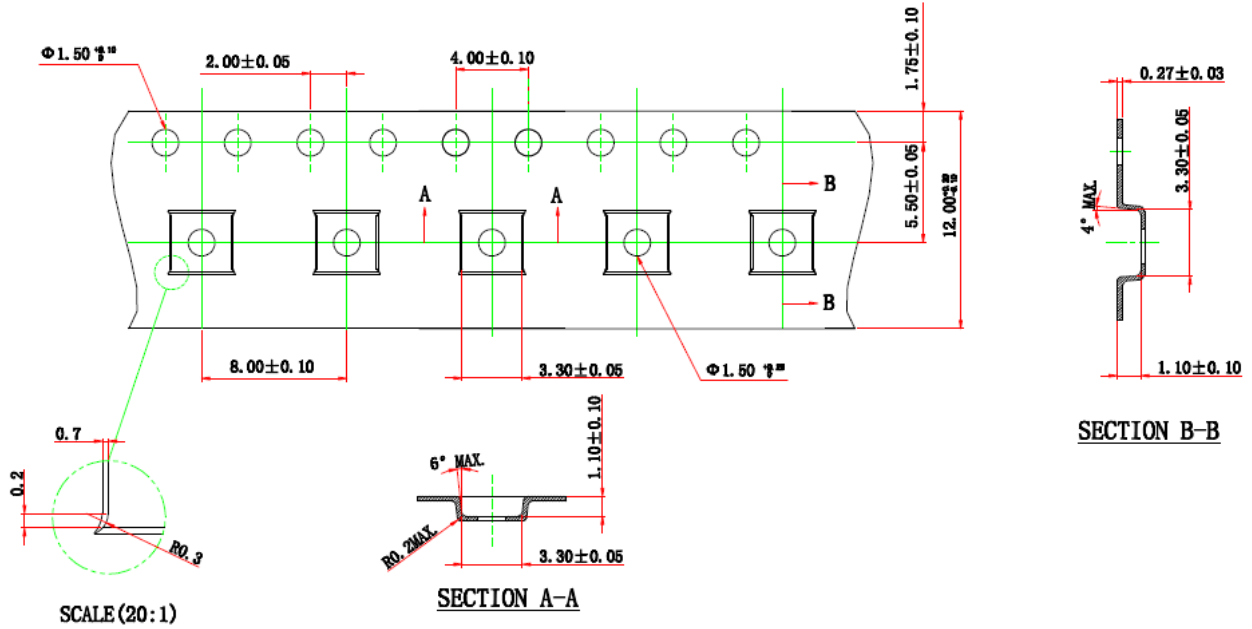 Φ1.50 +0.10 0
2.00±0.05
4.00±0.10
1.75±0.10
0.27±0.03
3.30±0.05
5.50±0.05
12.00
A
A
B
B
4° MAX.
8.00±0.10
3.30±0.05
Φ1.50
1.10±0.10
SECTION B-B
0.7
0.2
R0.3
SCALE(20:1)
6° MAX.
1.10±0.10
R0.2MAX.
3.30±0.05
SECTION A-A